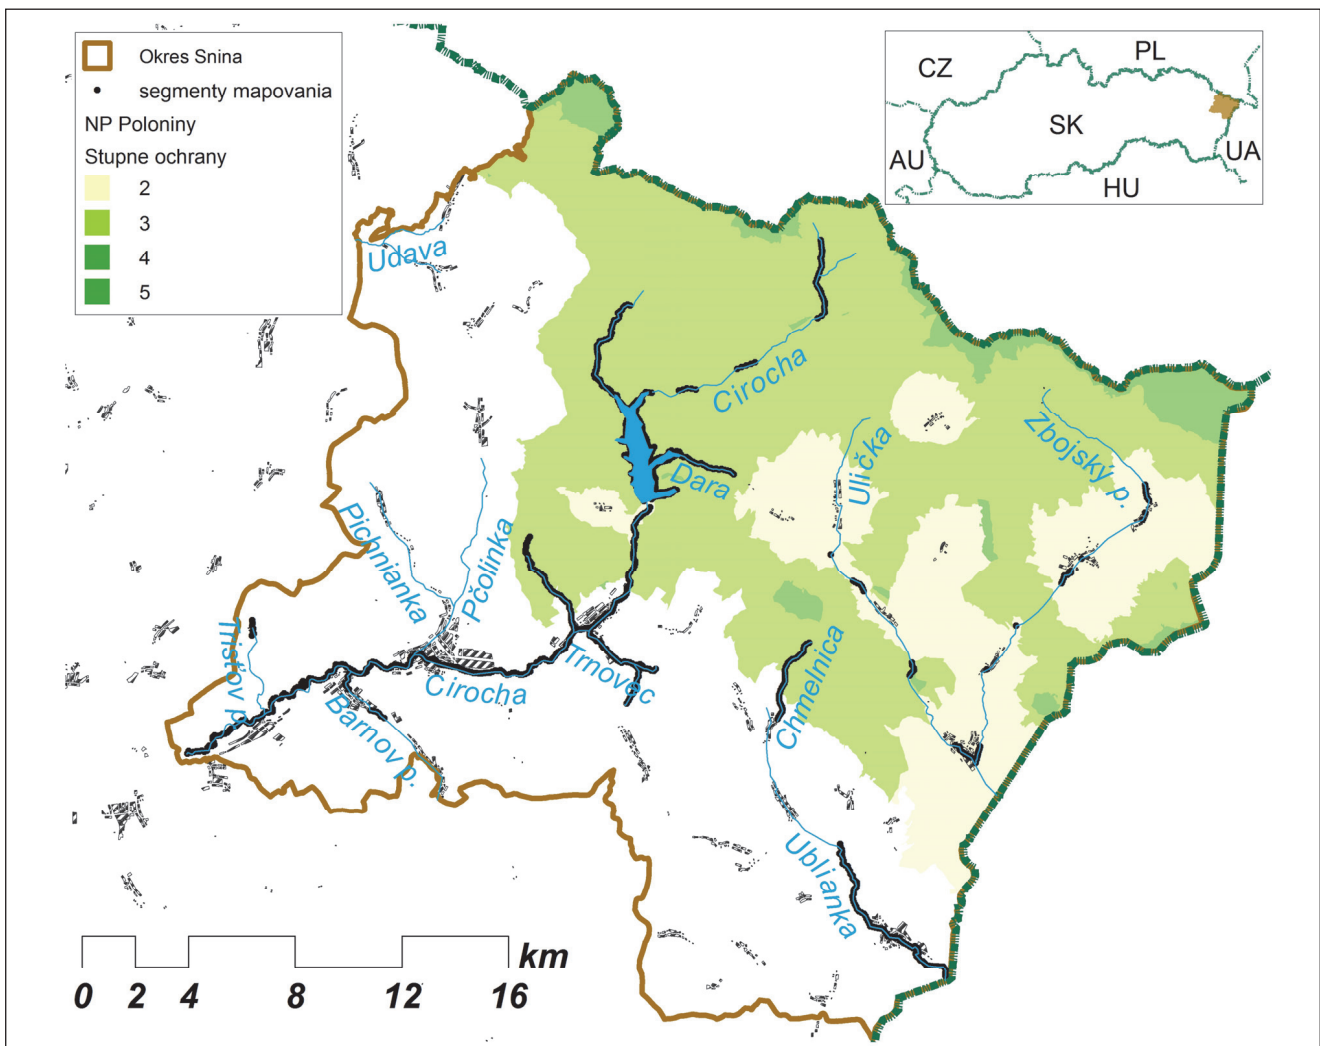 Okres Snina
segmenty mapovania
NP Poloniny
Stupne ochrany
2
3
4
5
CZ
PL
SK
AU
UA
HU
Udava
Cirocha
Dara
Ulička
Zbojský p.
Pichnianka
Pčolinka
Tristov p.
Cirocha
Trnovec
Barnov p.
Chmelnica
Ublianka
km
0 2 4 8 12 16